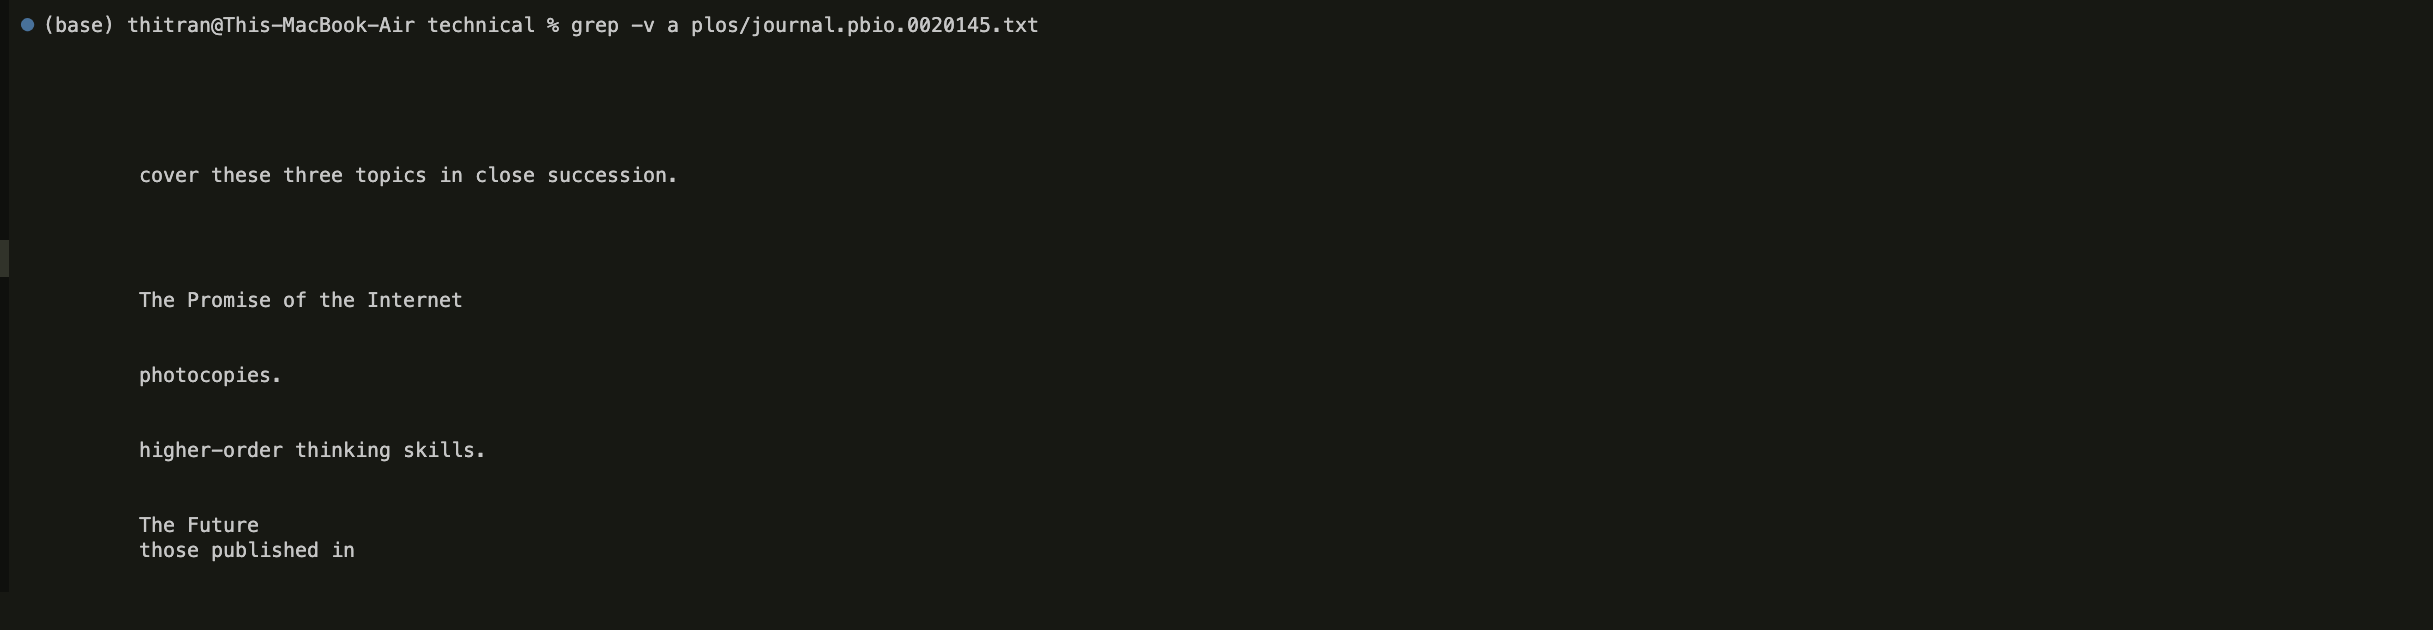 (base) thitran@This-MacBook-Air technical % grep -v a plos/journal.pbio.0020145.txt
cover these three topics in close succession.
The Promise of the Internet
photocopies.
higher-order thinking skills.
The Future
those published in